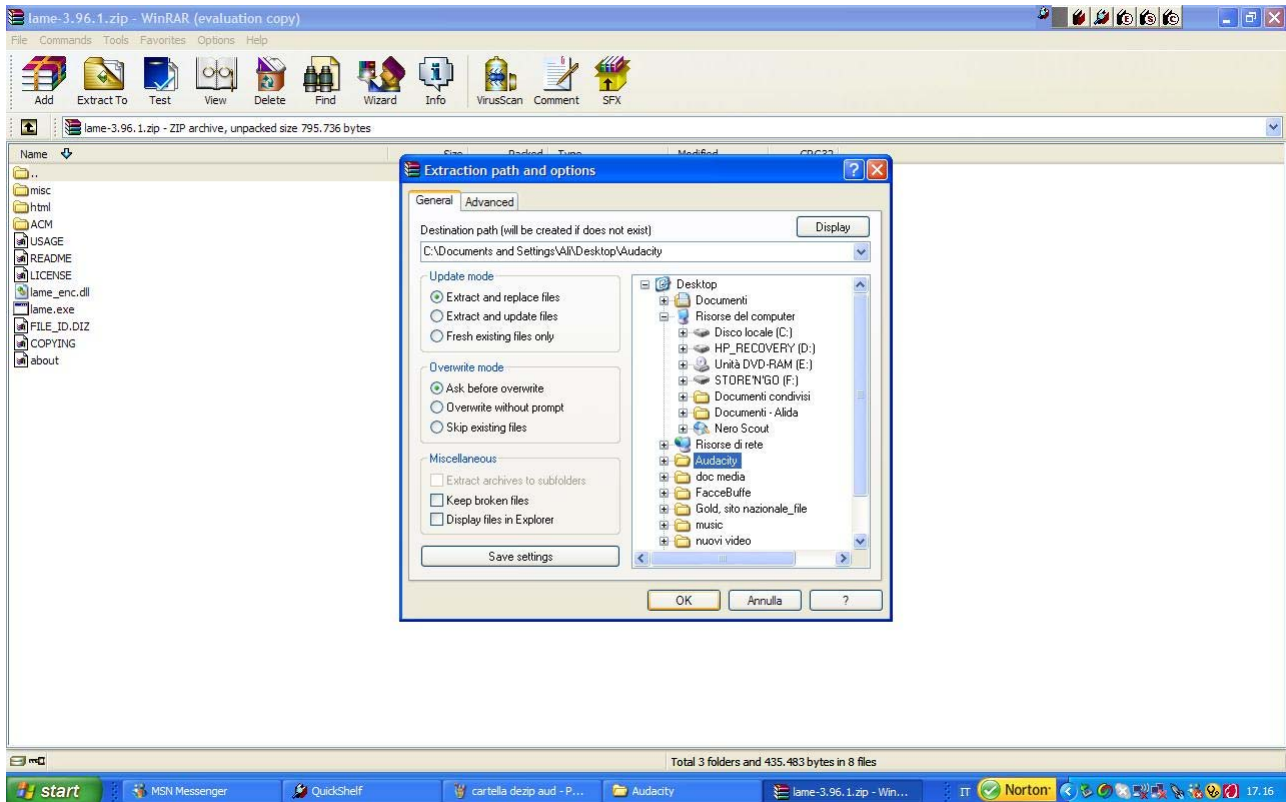 lame-3.96.1.zip - WinRAR (evaluation copy)
File Commands Tools Favorites Options Help
Add Extract To Test View Delete Find Wizard Info VirusScan Comment SFX
lame-3.96.1.zip - ZIP archive, unpacked size 795.736 bytes
Name Size Packed Type Modified CRC32
..
misc
html
ACM
USAGE
README
LICENSE
lame_enc.dll
lame.exe
FILE_ID.DIZ
COPYING
about
Extraction path and options
General Advanced
Destination path (will be created if does not exist)
Display
C:\Documents and Settings\Ali\Desktop\Audacity
Update mode
Extract and replace files
Extract and update files
Fresh existing files only
Overwrite mode
Ask before overwrite
Overwrite without prompt
Skip existing files
Miscellaneous
Extract archives to subfolders
Keep broken files
Display files in Explorer
Save settings
Desktop
Documenti
Risorse del computer
Disco locale (C:)
HP_RECOVERY (D:)
Unità DVD-RAM (E:)
STORE'N'GO (F:)
Documenti condivisi
Documenti - Alida
Nero Scout
Risorse di rete
Audacity
doc media
FacceBuffe
Gold, sito nazionale_file
music
nuovi video
OK Annulla ?
Total 3 folders and 435.483 bytes in 8 files
start MSN Messenger QuickShelf cartella dezip aud - P... Audacity lame-3.96.1.zip - Win... IT Norton 17.16